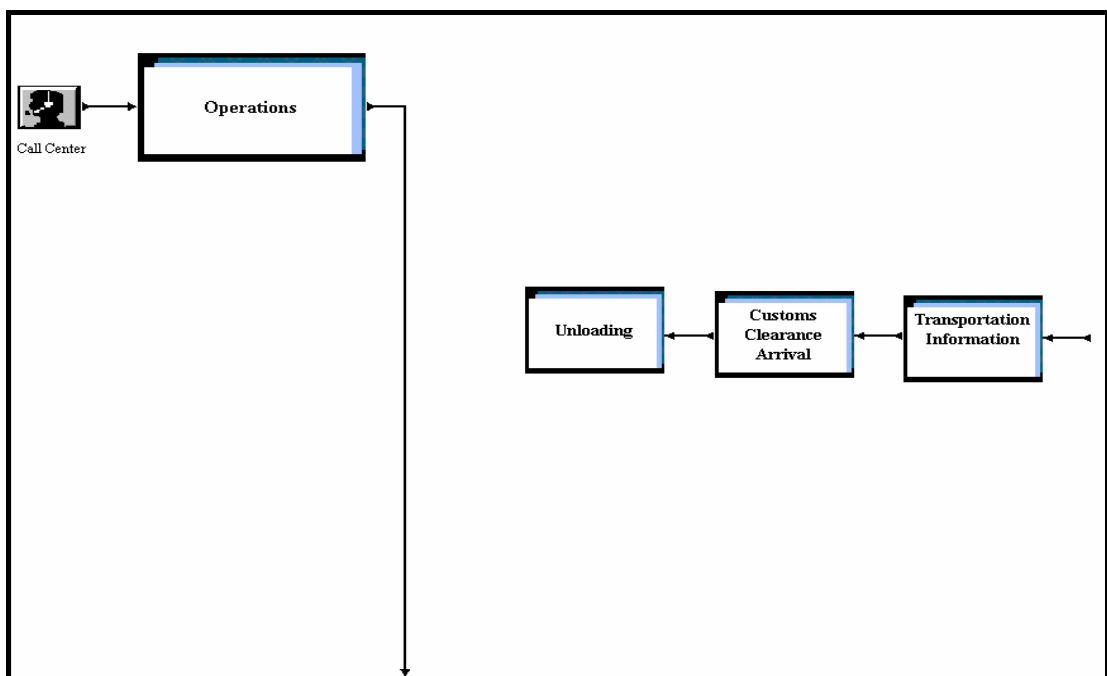 Operations
Call Center
Unloading
Customs
Clearance
Arrival
Transportation
Information